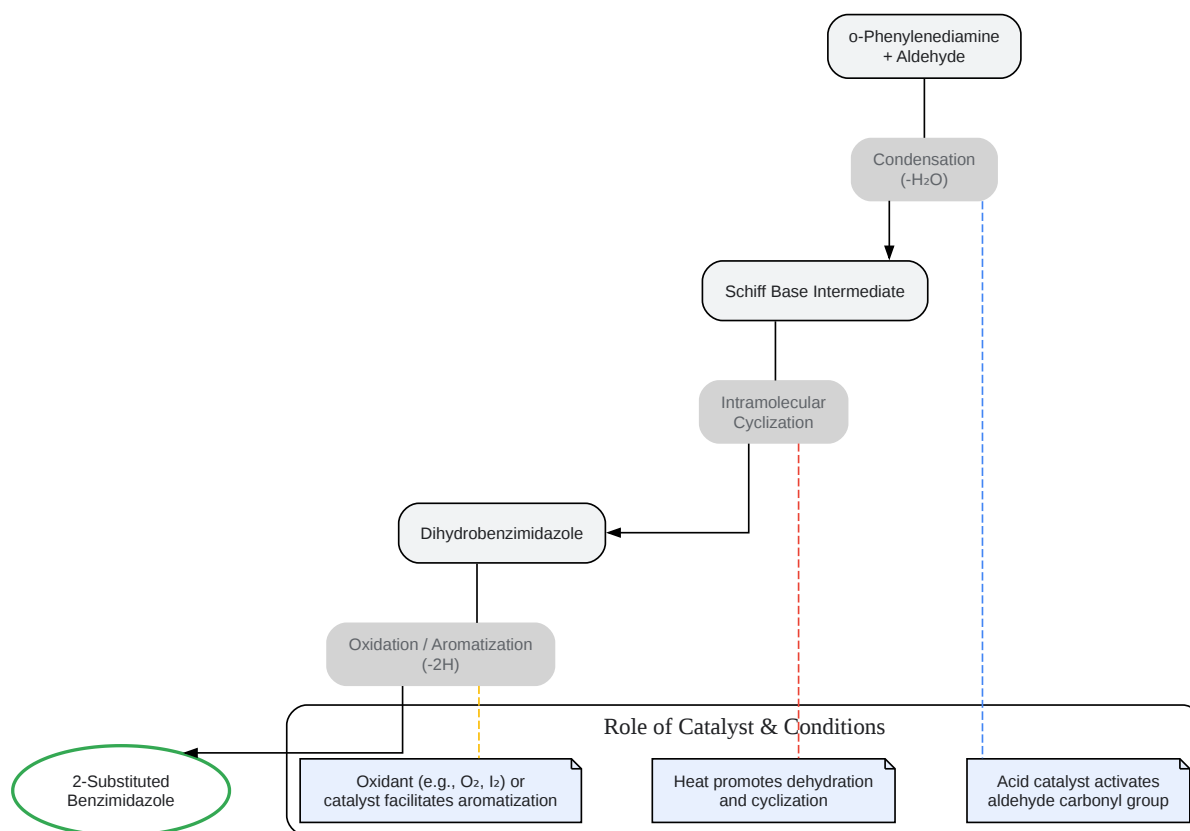 o-Phenylenediamine
+ Aldehyde
Condensation
(-H₂O)
Schiff Base Intermediate
Intramolecular
Cyclization
Dihydrobenzimidazole
Oxidation / Aromatization
(-2H)
Role of Catalyst & Conditions
2-Substituted
Benzimidazole
Oxidant (e.g., O₂, I₂) or
catalyst facilitates aromatization
Heat promotes dehydration
and cyclization
Acid catalyst activates
aldehyde carbonyl group